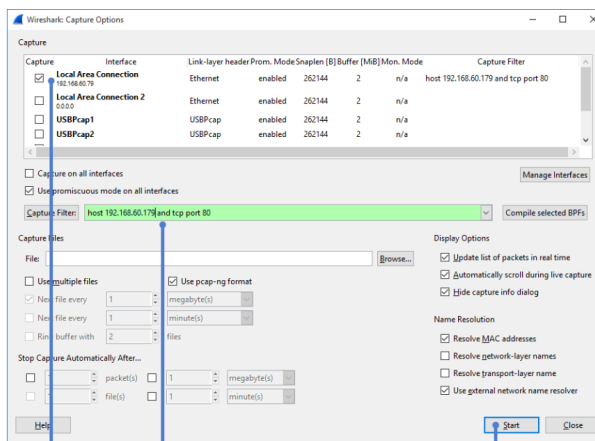 Wireshark: Capture Options
Capture
Capture Interface Link-layer header Prom. Mode Snaplen [B] Buffer [MiB] Mon. Mode Capture Filter
Local Area Connection Ethernet enabled 262144 2 n/a host 192.168.60.179 and tcp port 80
192.168.60.79
Local Area Connection 2 Ethernet enabled 262144 2 n/a
0.0.0.0
USBPcap1 USBPcap enabled 262144 2 n/a
USBPcap2 USBPcap enabled 262144 2 n/a
Capture on all interfaces Manage Interfaces
Use promiscuous mode on all interfaces
Capture Filter: host 192.168.60.179 and tcp port 80 Compile selected BPFs
Capture Files Display Options
File: Browse... Update list of packets in real time
Use multiple files Use pcap-ng format Automatically scroll during live capture
Next file every 1 megabyte(s) Hide capture info dialog
Next file every 1 minute(s) Name Resolution
Ring buffer with 2 files Resolve MAC addresses
Stop Capture Automatically After... Resolve network-layer names
1 packet(s) 1 megabyte(s) Resolve transport-layer name
1 file(s) 1 minute(s) Use external network name resolver
Help Start Close